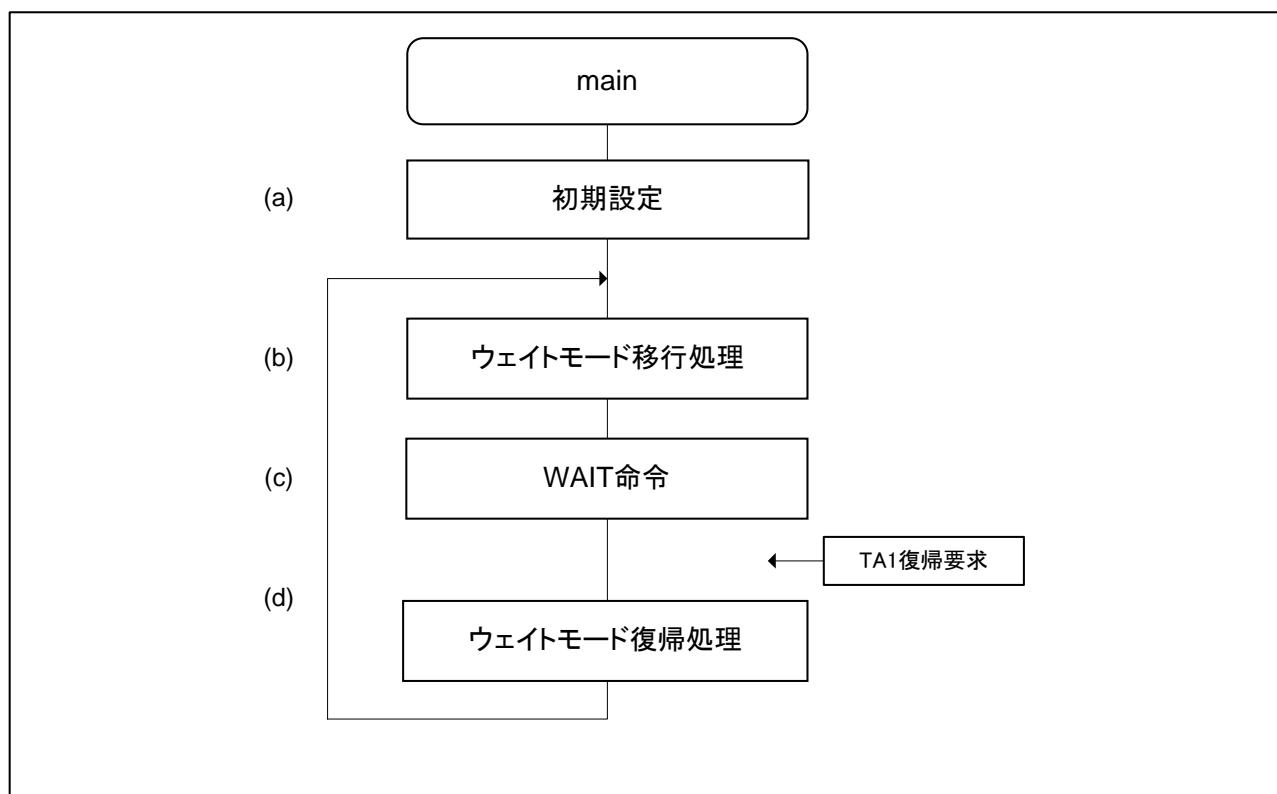 main
(a)
初期設定
(b)
ウェイトモード移行処理
(c)
WAIT命令
TA1復帰要求
(d)
ウェイトモード復帰処理